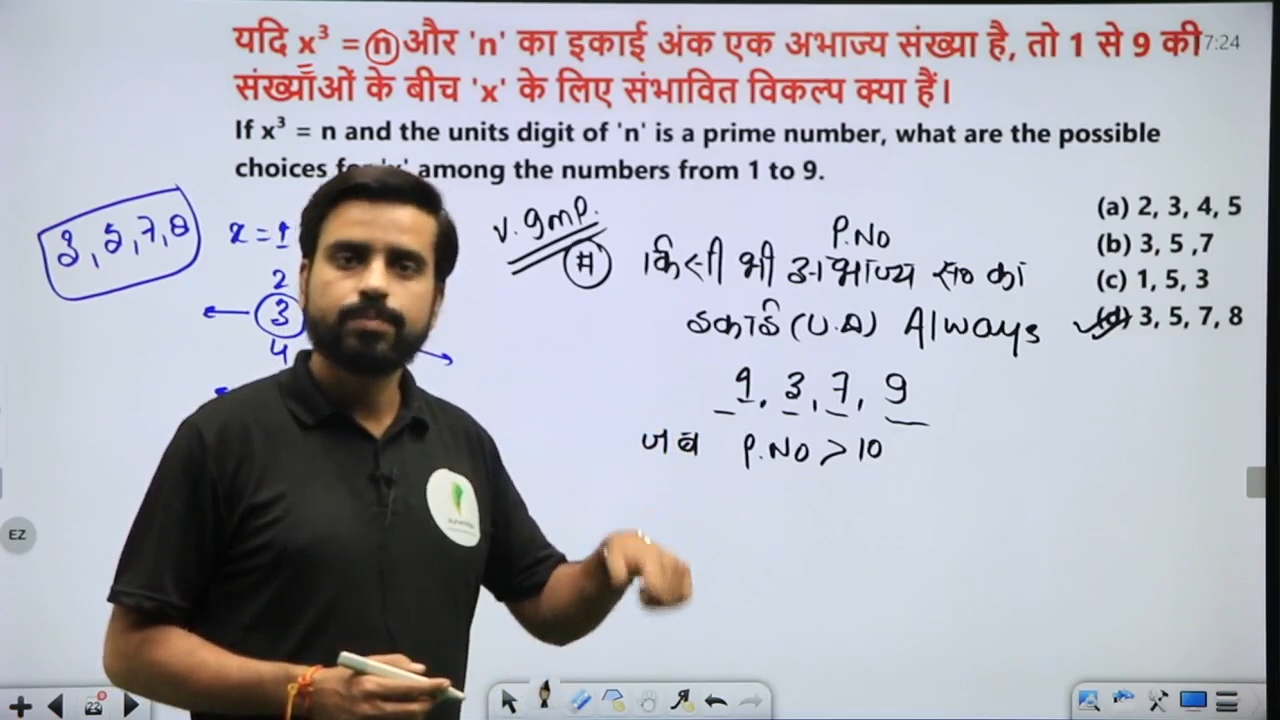 यदि x³ = n और 'n' का इकाई अंक एक अभाज्य संख्या है, तो 1 से 9 की
संख्याओं के बीच 'x' के लिए संभावित विकल्प क्या हैं।
7:24
If x³ = n and the units digit of 'n' is a prime number, what are the possible
choices among the numbers from 1 to 9.
(a) 2, 3, 4, 5
(b) 3, 5 ,7
(c) 1, 5, 3
(d) 3, 5, 7, 8
3, 5, 7, 8
x = 1
2
3
4
v. Imp.
P.No
# किसी भी अभाज्य सं० का
इकाई (U.D) Always
1, 3, 7, 9
जब P.No > 10
EZ
22